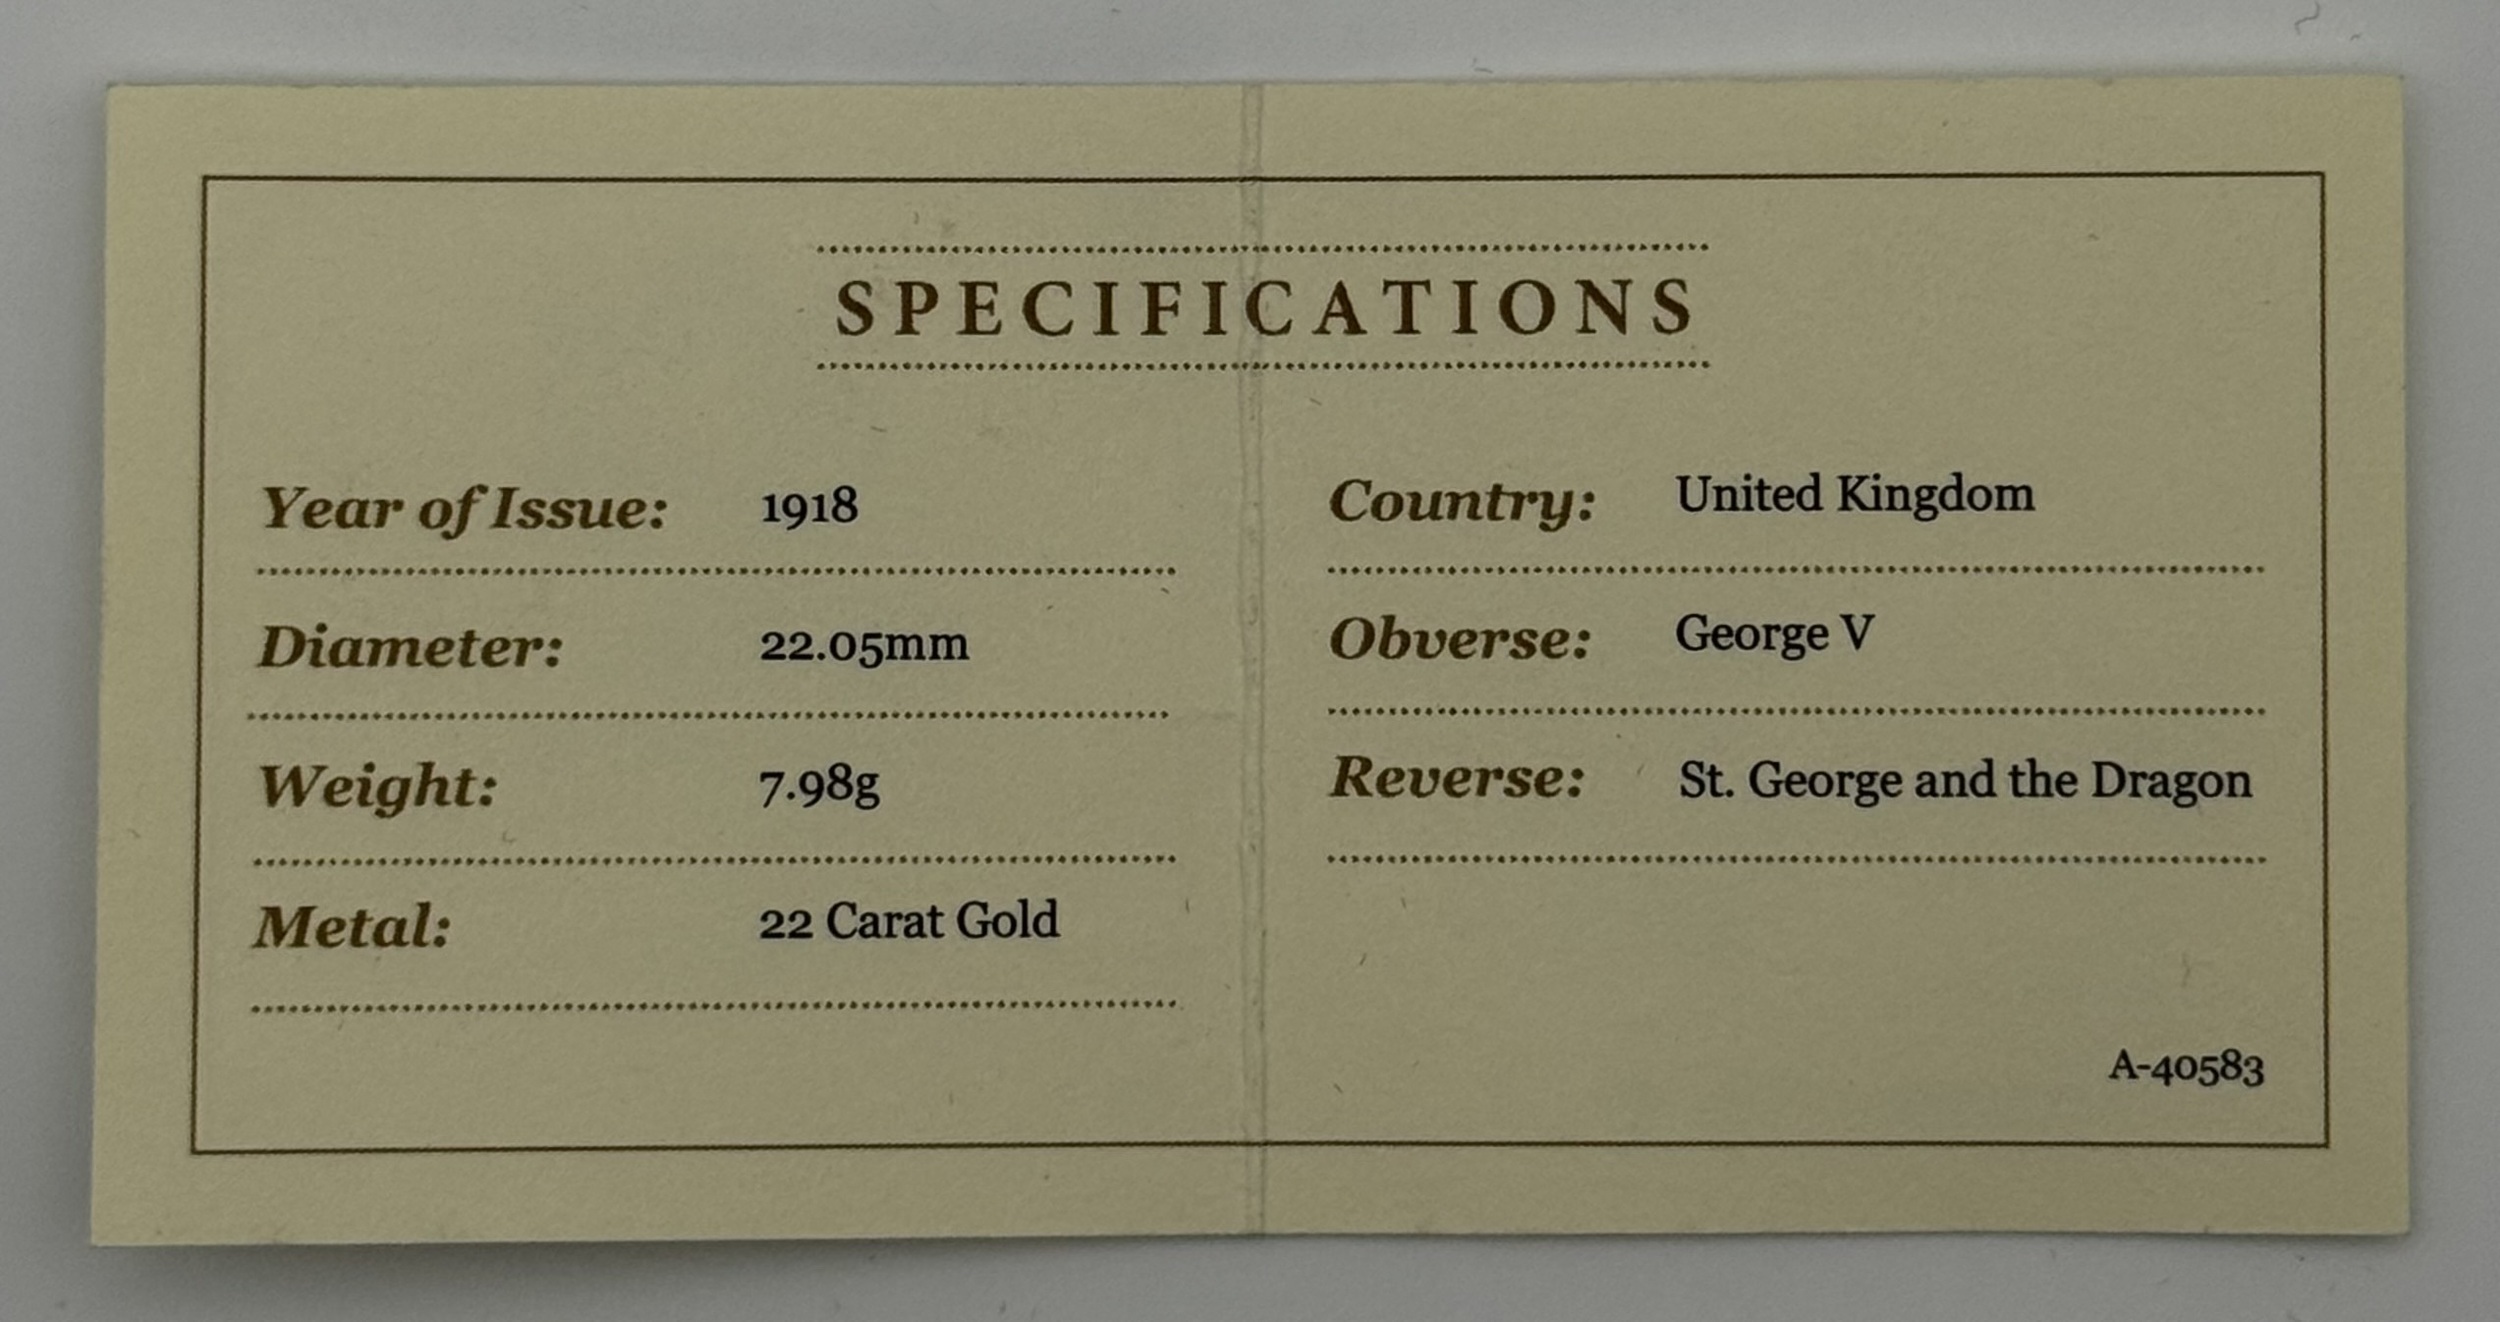 SPECIFICATIONS
Year of Issue: 1918
Diameter: 22.05mm
Weight: 7.98g
Metal: 22 Carat Gold
Country: United Kingdom
Obverse: George V
Reverse: St. George and the Dragon
A-40583